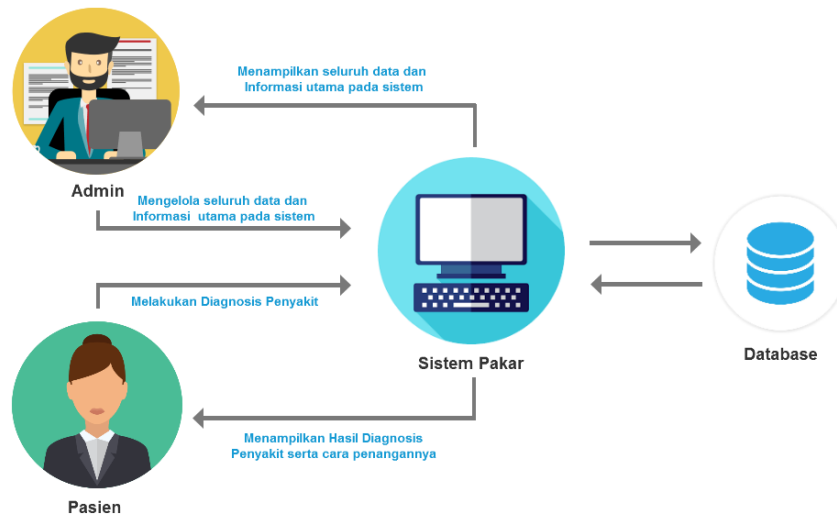 Menampilkan seluruh data dan
Informasi utama pada sistem
Admin
Mengelola seluruh data dan
Informasi utama pada sistem
Melakukan Diagnosis Penyakit
Sistem Pakar
Database
Menampilkan Hasil Diagnosis
Penyakit serta cara penangannya
Pasien